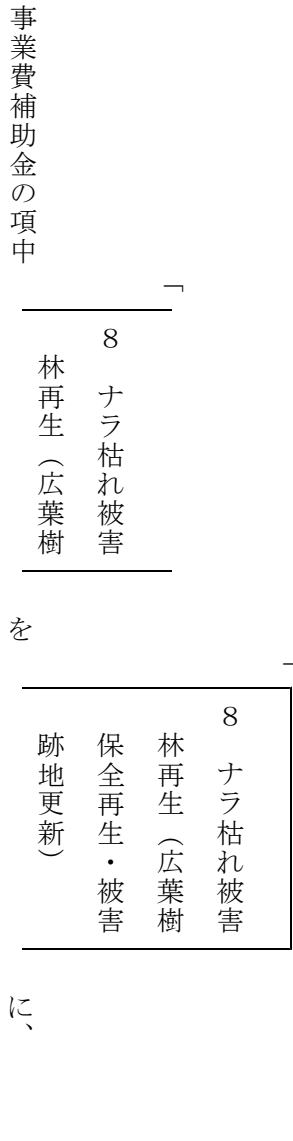 事業費補助金の項中
「
８　ナラ枯れ被害
林再生（広葉樹
を
「
８　ナラ枯れ被害
林再生（広葉樹
保全再生・被害
跡地更新）
に、